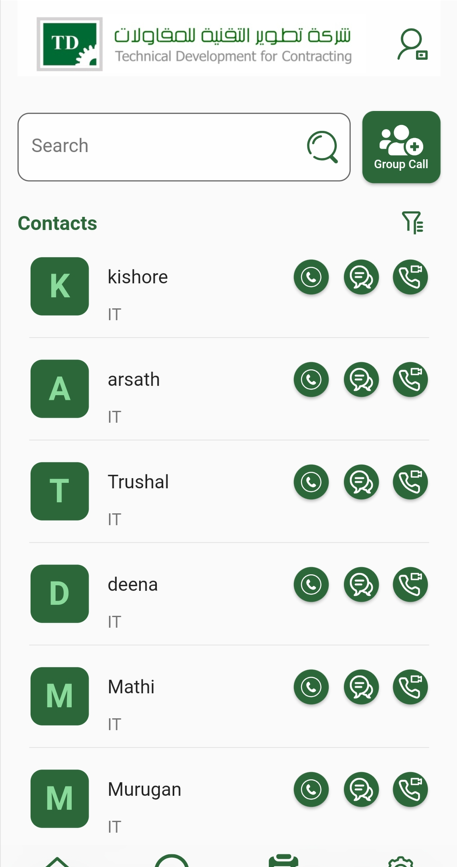 TD
شركة تطوير التقنية للمقاولات
Technical Development for Contracting
Search
Group Call
Contacts
K
kishore
IT
A
arsath
IT
T
Trushal
IT
D
deena
IT
M
Mathi
IT
M
Murugan
IT